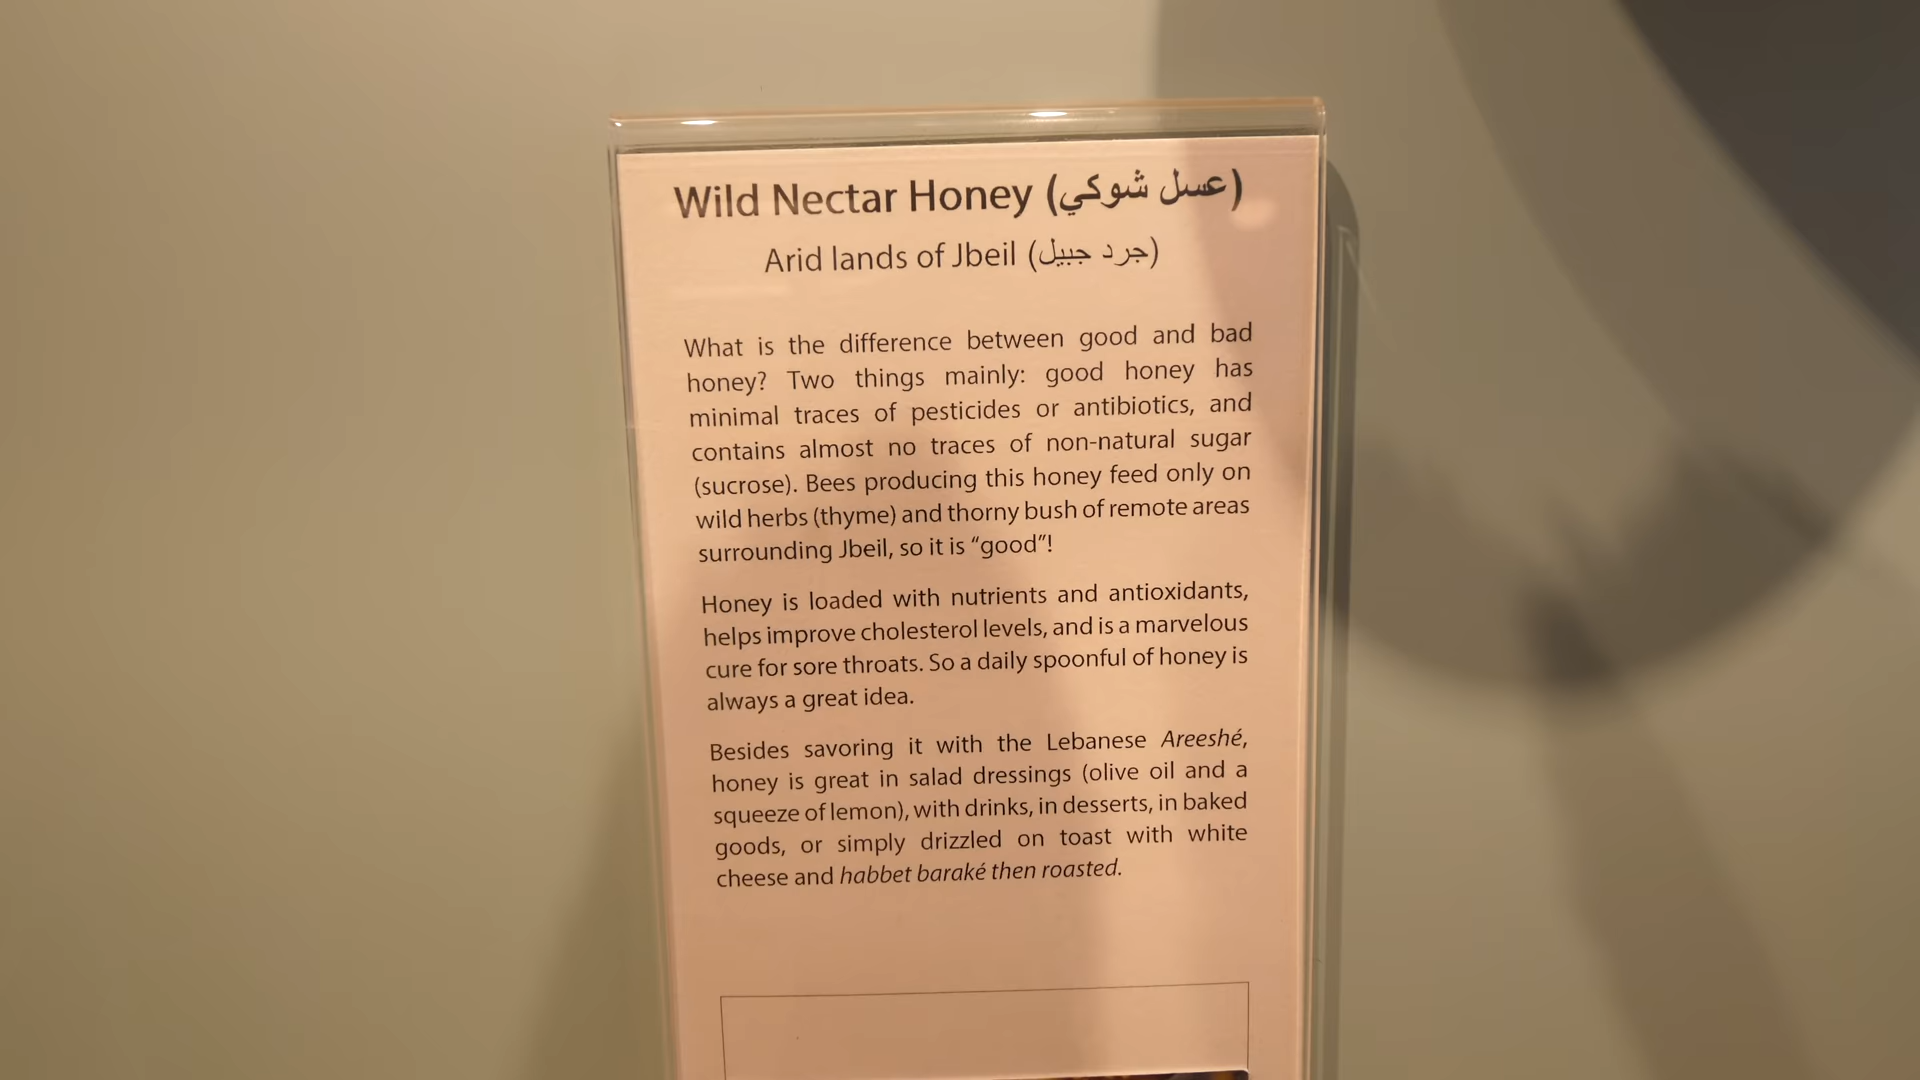 Wild Nectar Honey (عسل شوكي)
Arid lands of Jbeil (جرد جبيل)
What is the difference between good and bad
honey? Two things mainly: good honey has
minimal traces of pesticides or antibiotics, and
contains almost no traces of non-natural sugar
(sucrose). Bees producing this honey feed only on
wild herbs (thyme) and thorny bush of remote areas
surrounding Jbeil, so it is “good”!
Honey is loaded with nutrients and antioxidants,
helps improve cholesterol levels, and is a marvelous
cure for sore throats. So a daily spoonful of honey is
always a great idea.
Besides savoring it with the Lebanese Areeshé,
honey is great in salad dressings (olive oil and a
squeeze of lemon), with drinks, in desserts, in baked
goods, or simply drizzled on toast with white
cheese and habbet baraké then roasted.